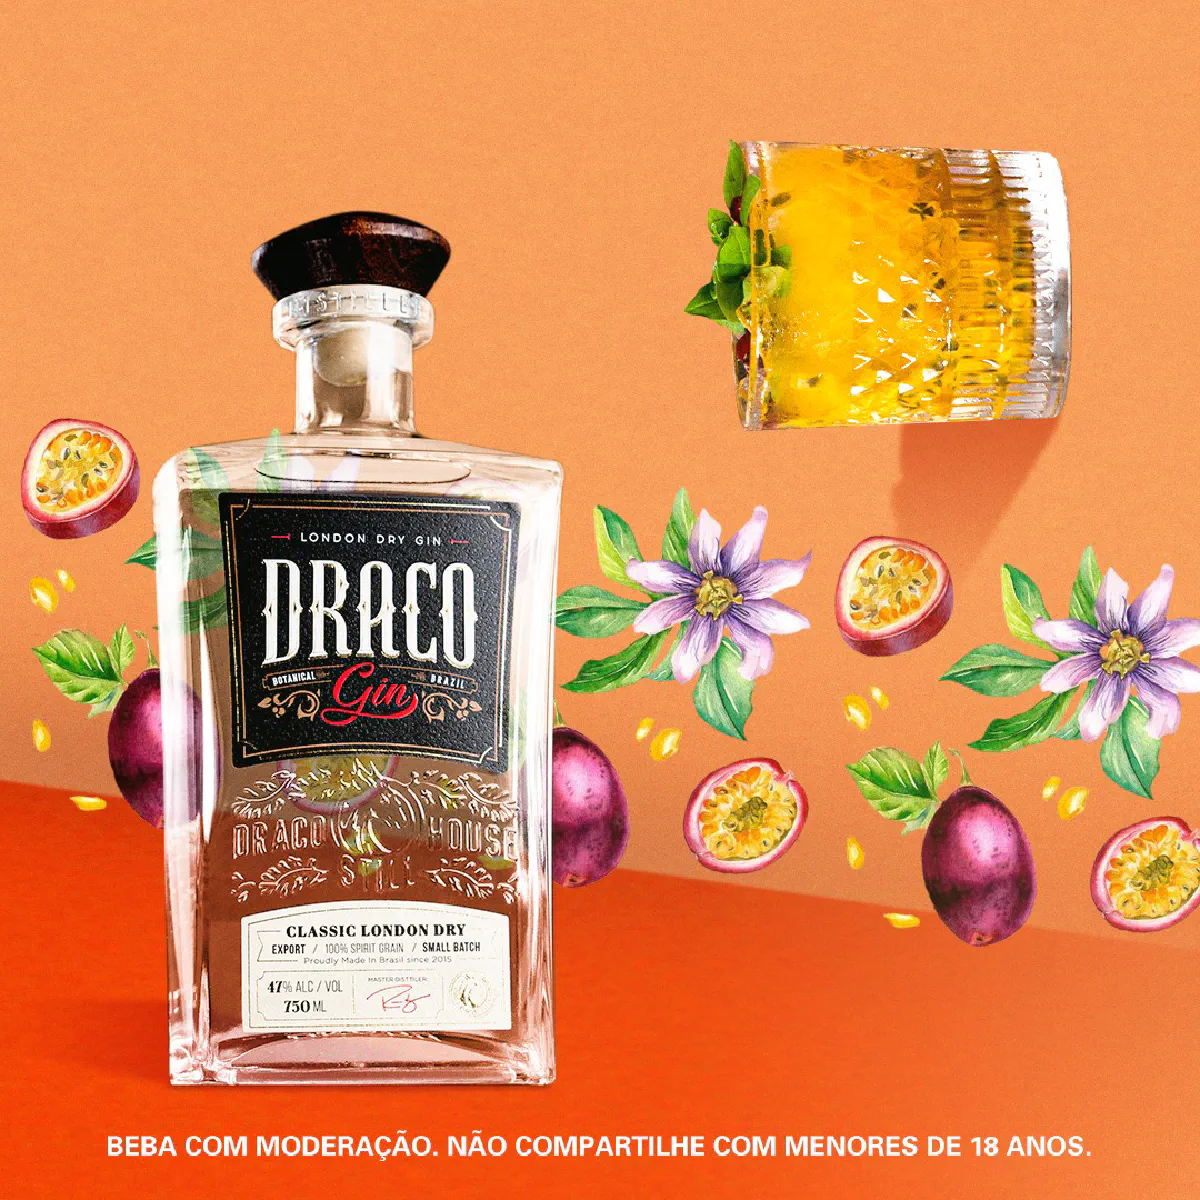 DISTILLED
LONDON DRY GIN
DRACO
BOTANICAL Gin BRAZIL
DRACO HOUSE
STILL
CLASSIC LONDON DRY
EXPORT / 100% SPIRIT GRAIN / SMALL BATCH
Proudly Made In Brasil since 2015
47% ALC / VOL
750 ML
MASTER DISTILLER:
BEBA COM MODERAÇÃO. NÃO COMPARTILHE COM MENORES DE 18 ANOS.